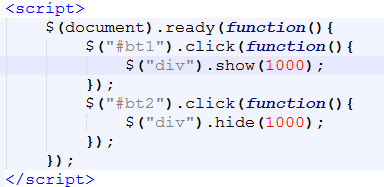 <script>
$(document).ready(function(){
$("#bt1").click(function(){
$("div").show(1000);
});
$("#bt2").click(function(){
$("div").hide(1000);
});
});
</script>